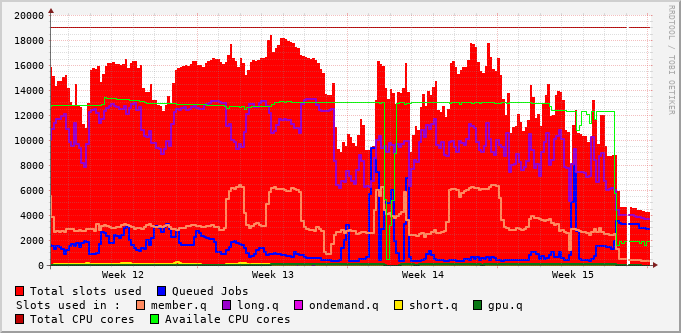 RRDTOOL / TOBI OETIKER
20000
18000
16000
14000
12000
10000
8000
6000
4000
2000
0
Week 12 Week 13 Week 14 Week 15
Total slots used Queued Jobs
Slots used in : member.q long.q ondemand.q short.q gpu.q
Total CPU cores Availale CPU cores